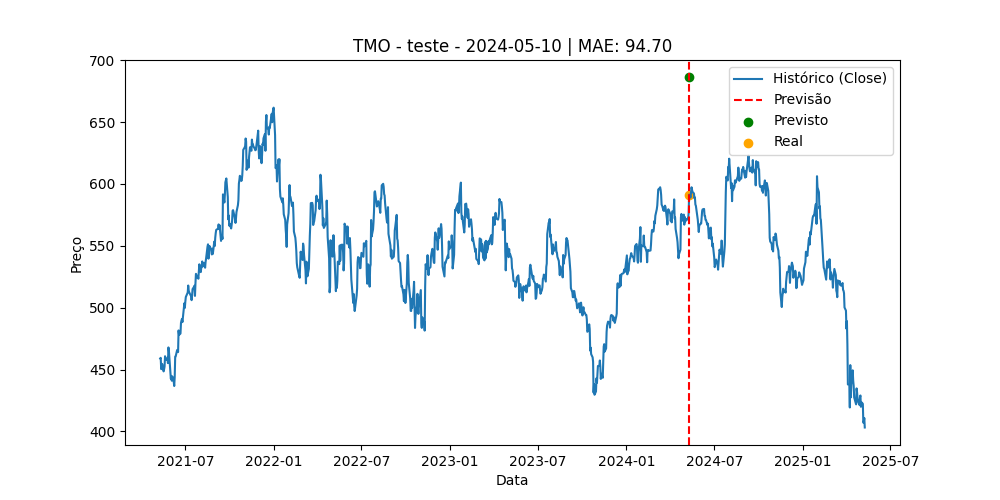 TMO - teste - 2024-05-10 | MAE: 94.70
Histórico (Close)
Previsão
Previsto
Real
700
650
600
550
500
450
400
Preço
2021-07
2022-01
2022-07
2023-01
2023-07
2024-01
2024-07
2025-01
2025-07
Data